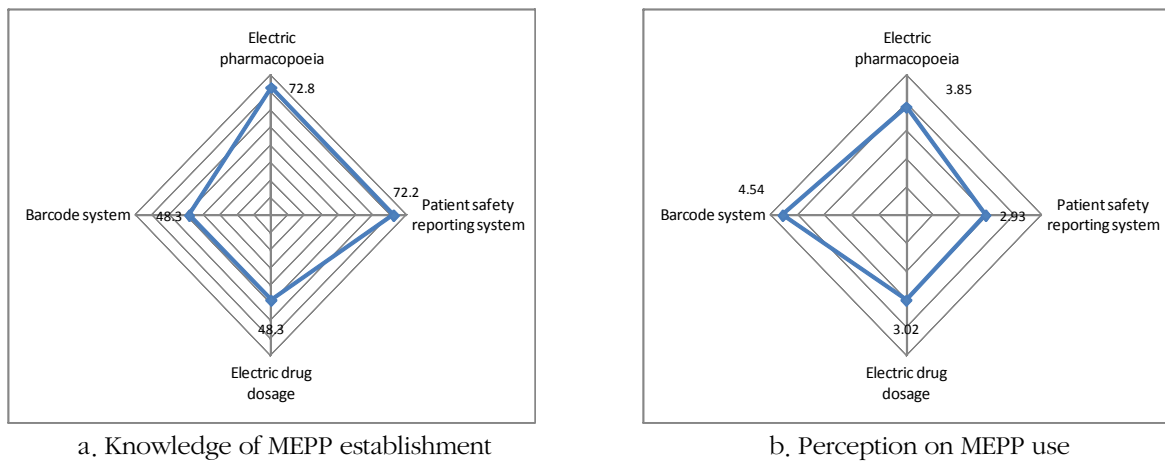 Electric
pharmacopoeia
72.8
72.2
Patient safety
reporting system
Barcode system
48.3
48.3
Electric drug
dosage
a. Knowledge of MEPP establishment
Electric
pharmacopoeia
3.85
4.54
Barcode system
2.93
Patient safety
reporting system
3.02
Electric drug
dosage
b. Perception on MEPP use